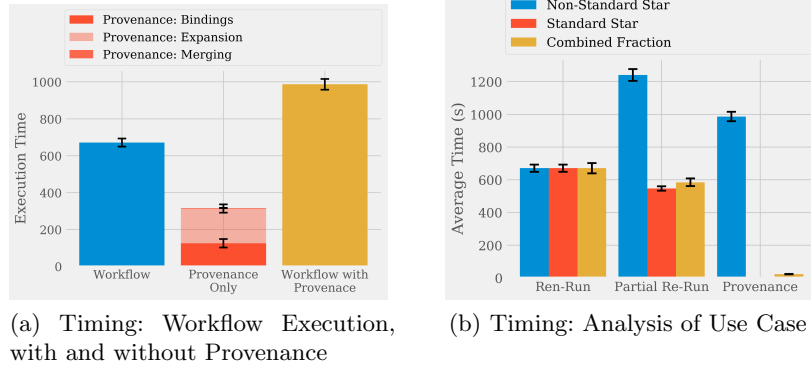 Provenance: Bindings
Provenance: Expansion
Provenance: Merging
1000
800
600
400
200
0
Execution Time
Workflow
Provenance
Only
Workflow with
Provenace
(a) Timing: Workflow Execution,
with and without Provenance
Non-Standard Star
Standard Star
Combined Fraction
1200
1000
800
600
400
200
0
Average Time (s)
Ren-Run
Partial Re-Run
Provenance
(b) Timing: Analysis of Use Case